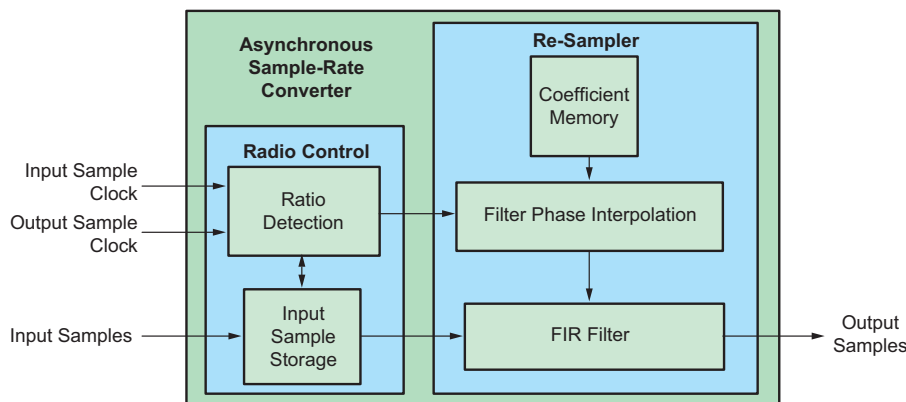 Asynchronous
Sample-Rate
Converter
Re-Sampler
Coefficient
Memory
Radio Control
Input Sample
Clock
Output Sample
Clock
Ratio
Detection
Filter Phase Interpolation
Input Samples
Input
Sample
Storage
FIR Filter
Output
Samples